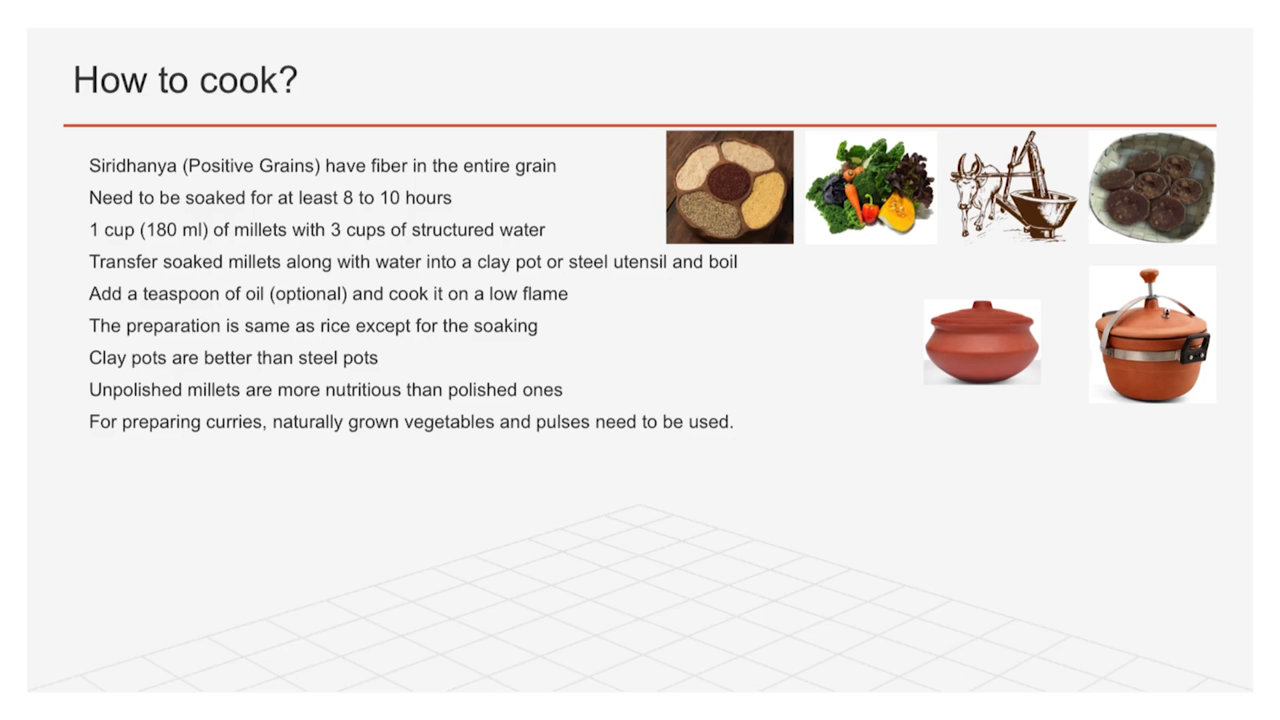 How to cook?
Siridhanya (Positive Grains) have fiber in the entire grain
Need to be soaked for at least 8 to 10 hours
1 cup (180 ml) of millets with 3 cups of structured water
Transfer soaked millets along with water into a clay pot or steel utensil and boil
Add a teaspoon of oil (optional) and cook it on a low flame
The preparation is same as rice except for the soaking
Clay pots are better than steel pots
Unpolished millets are more nutritious than polished ones
For preparing curries, naturally grown vegetables and pulses need to be used.